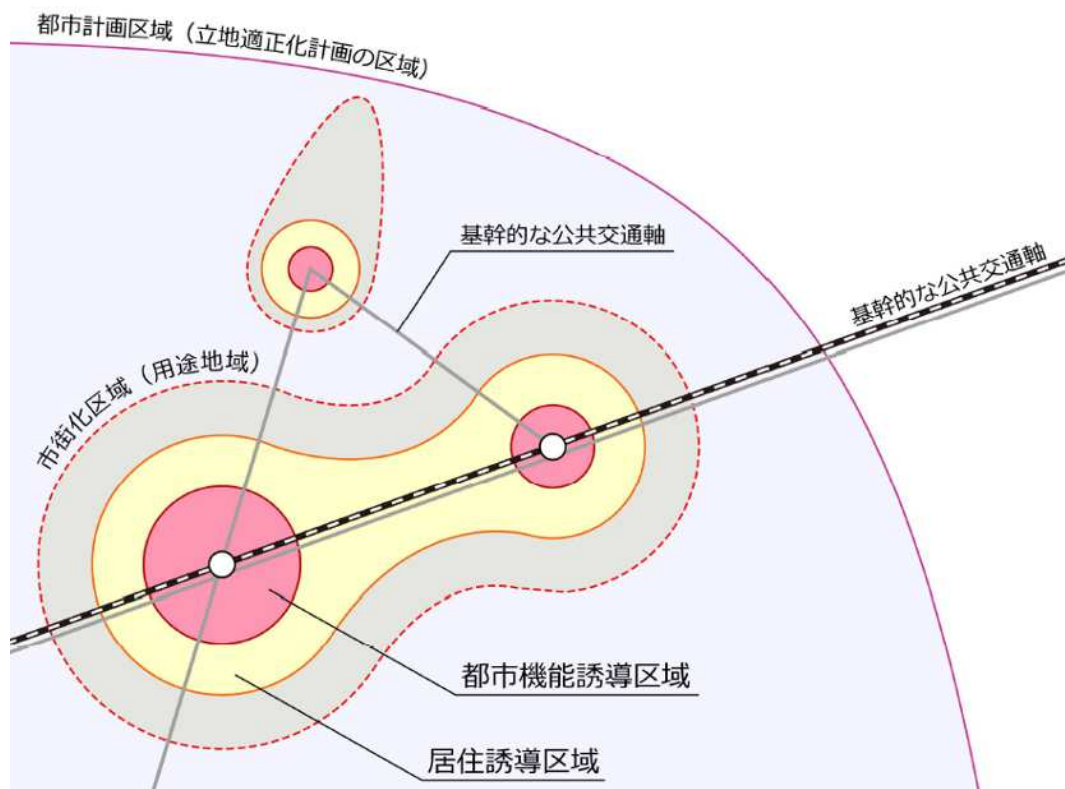 都市計画区域（立地適正化計画の区域）
基幹的な公共交通軸
基幹的な公共交通軸
市街化区域（用途地域）
都市機能誘導区域
居住誘導区域